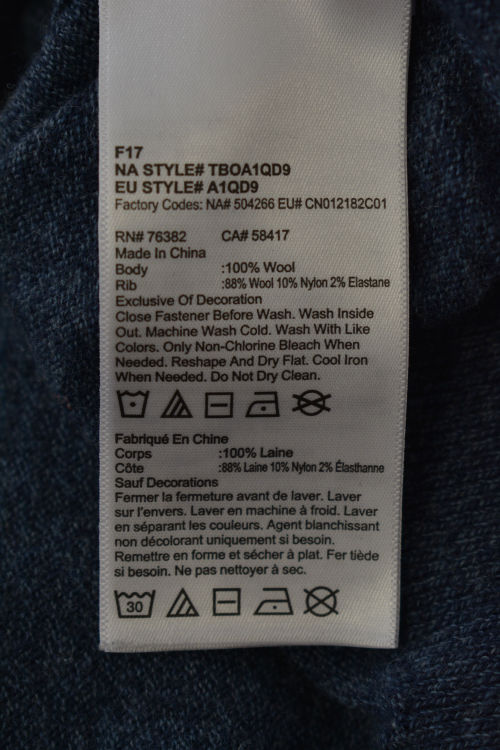 F17
NA STYLE# TBOA1QD9
EU STYLE# A1QD9
Factory Codes: NA# 504266 EU# CN012182C01
RN# 76382 CA# 58417
Made In China
Body :100% Wool
Rib :88% Wool 10% Nylon 2% Elastane
Exclusive Of Decoration
Close Fastener Before Wash. Wash Inside
Out. Machine Wash Cold. Wash With Like
Colors. Only Non-Chlorine Bleach When
Needed. Reshape And Dry Flat. Cool Iron
When Needed. Do Not Dry Clean.
Fabriqué En Chine
Corps :100% Laine
Côte :88% Laine 10% Nylon 2% Élasthanne
Sauf Decorations
Fermer la fermeture avant de laver. Laver
sur l'envers. Laver en machine à froid. Laver
en séparant les couleurs. Agent blanchissant
non décolorant uniquement si besoin.
Remettre en forme et sécher à plat. Fer tiède
si besoin. Ne pas nettoyer à sec.
30